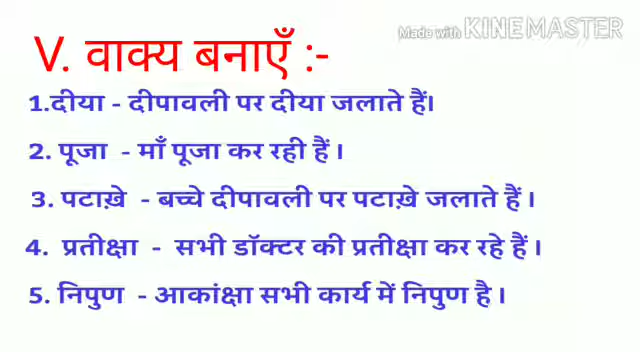 Made with KINEMASTER
V. वाक्य बनाएँ :-
1.दीया - दीपावली पर दीया जलाते हैं।
2. पूजा - माँ पूजा कर रही हैं ।
3. पटाख़े - बच्चे दीपावली पर पटाख़े जलाते हैं ।
4. प्रतीक्षा - सभी डॉक्टर की प्रतीक्षा कर रहे हैं ।
5. निपुण - आकांक्षा सभी कार्य में निपुण है ।